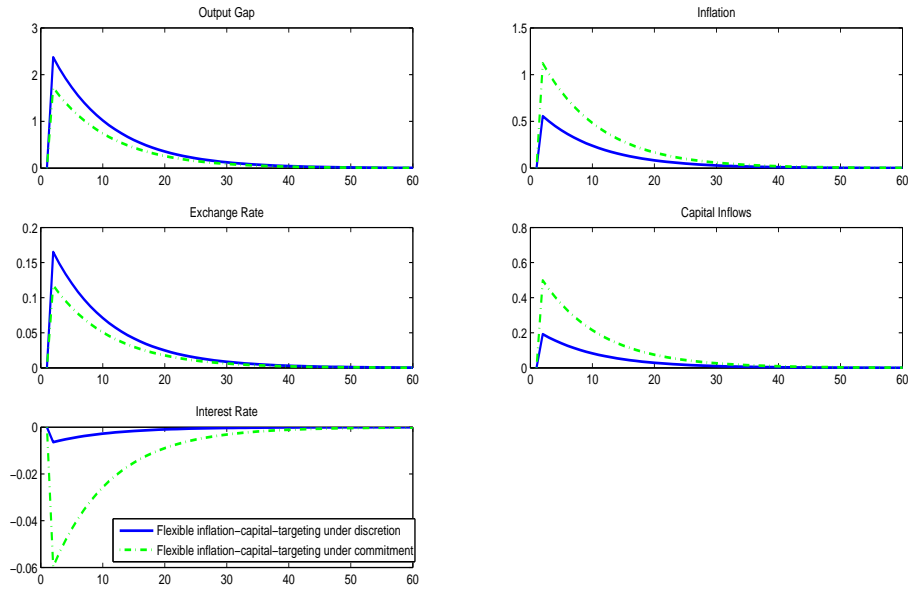 Output Gap
3
2
1
0
0 10 20 30 40 50 60
Inflation
1.5
1
0.5
0
0 10 20 30 40 50 60
Exchange Rate
0.2
0.15
0.1
0.05
0
0 10 20 30 40 50 60
Capital Inflows
0.8
0.6
0.4
0.2
0
0 10 20 30 40 50 60
Interest Rate
0
−0.02
−0.04
−0.06
0 10 20 30 40 50 60
Flexible inflation−capital−targeting under discretion
Flexible inflation−capital−targeting under commitment